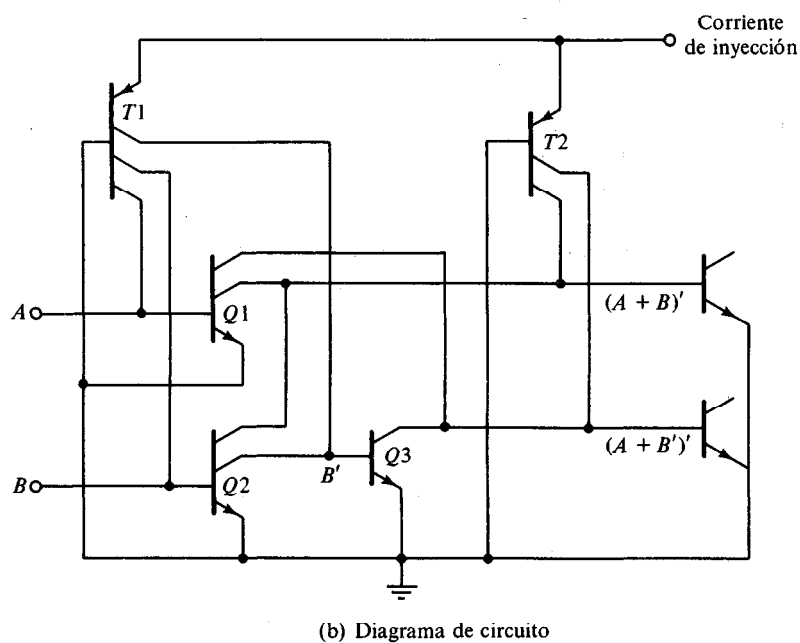 Corriente
de inyección
T1
T2
A
Q1
(A + B)'
B
Q2
B'
Q3
(A + B')'
(b) Diagrama de circuito